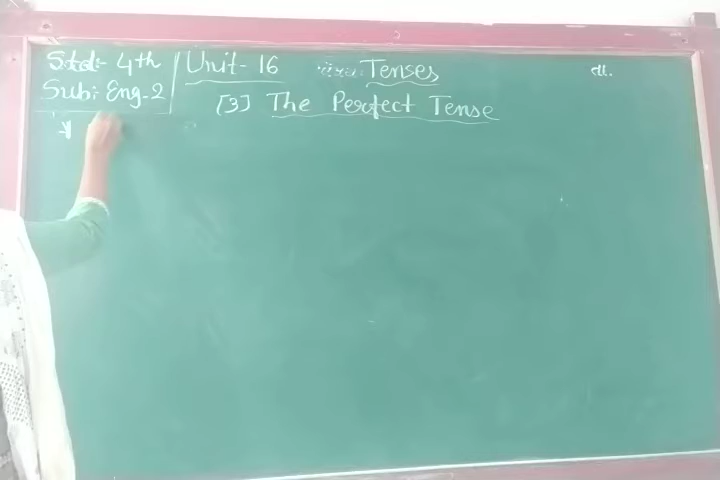 Std:- 4th
Sub: Eng-2
Unit- 16 Tenses
[3] The Perfect Tense